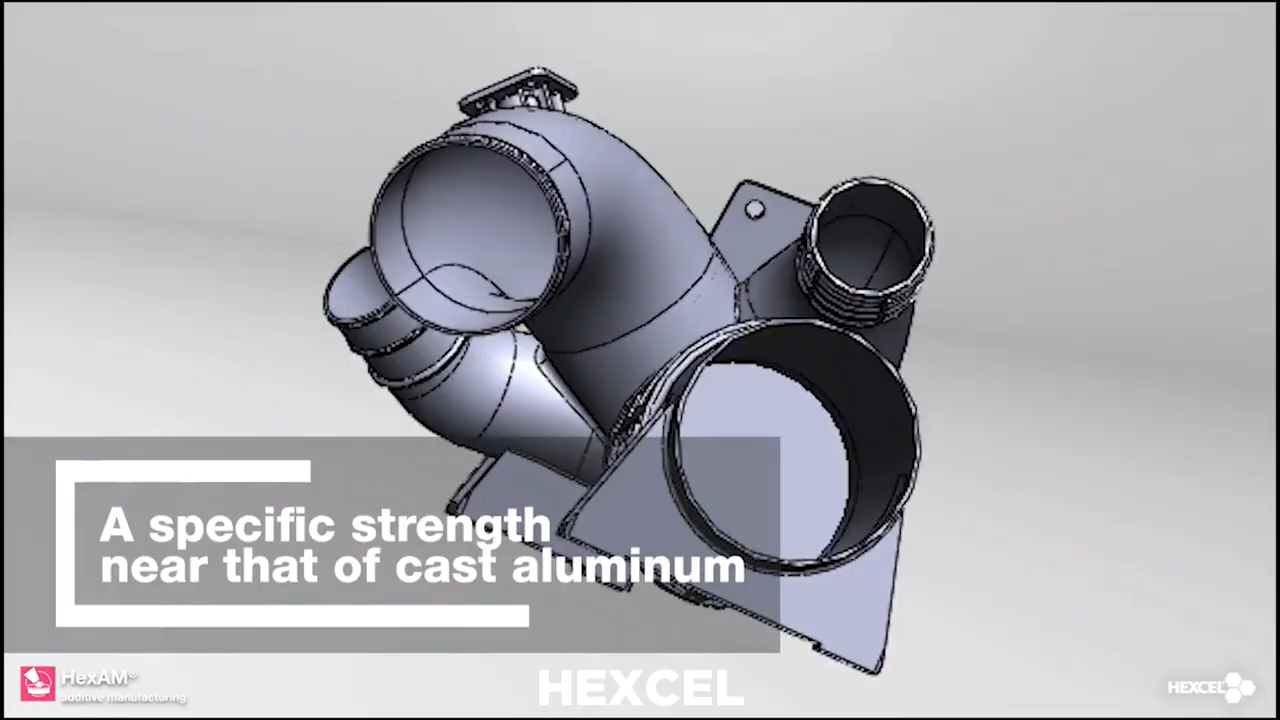 A specific strength
near that of cast aluminum
HexAM®
additive manufacturing
HEXCEL
HEXCEL